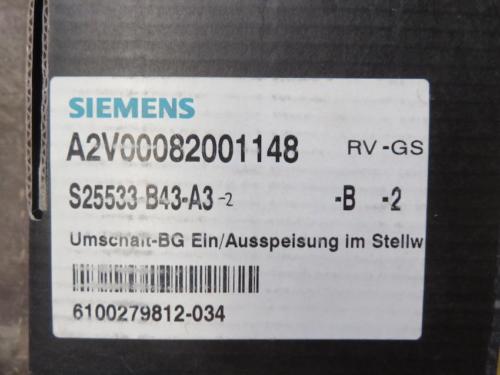 SIEMENS
A2V00082001148 RV -GS
S25533-B43-A3 -2 -B -2
Umschalt-BG Ein/Ausspeisung im Stellw
6100279812-034